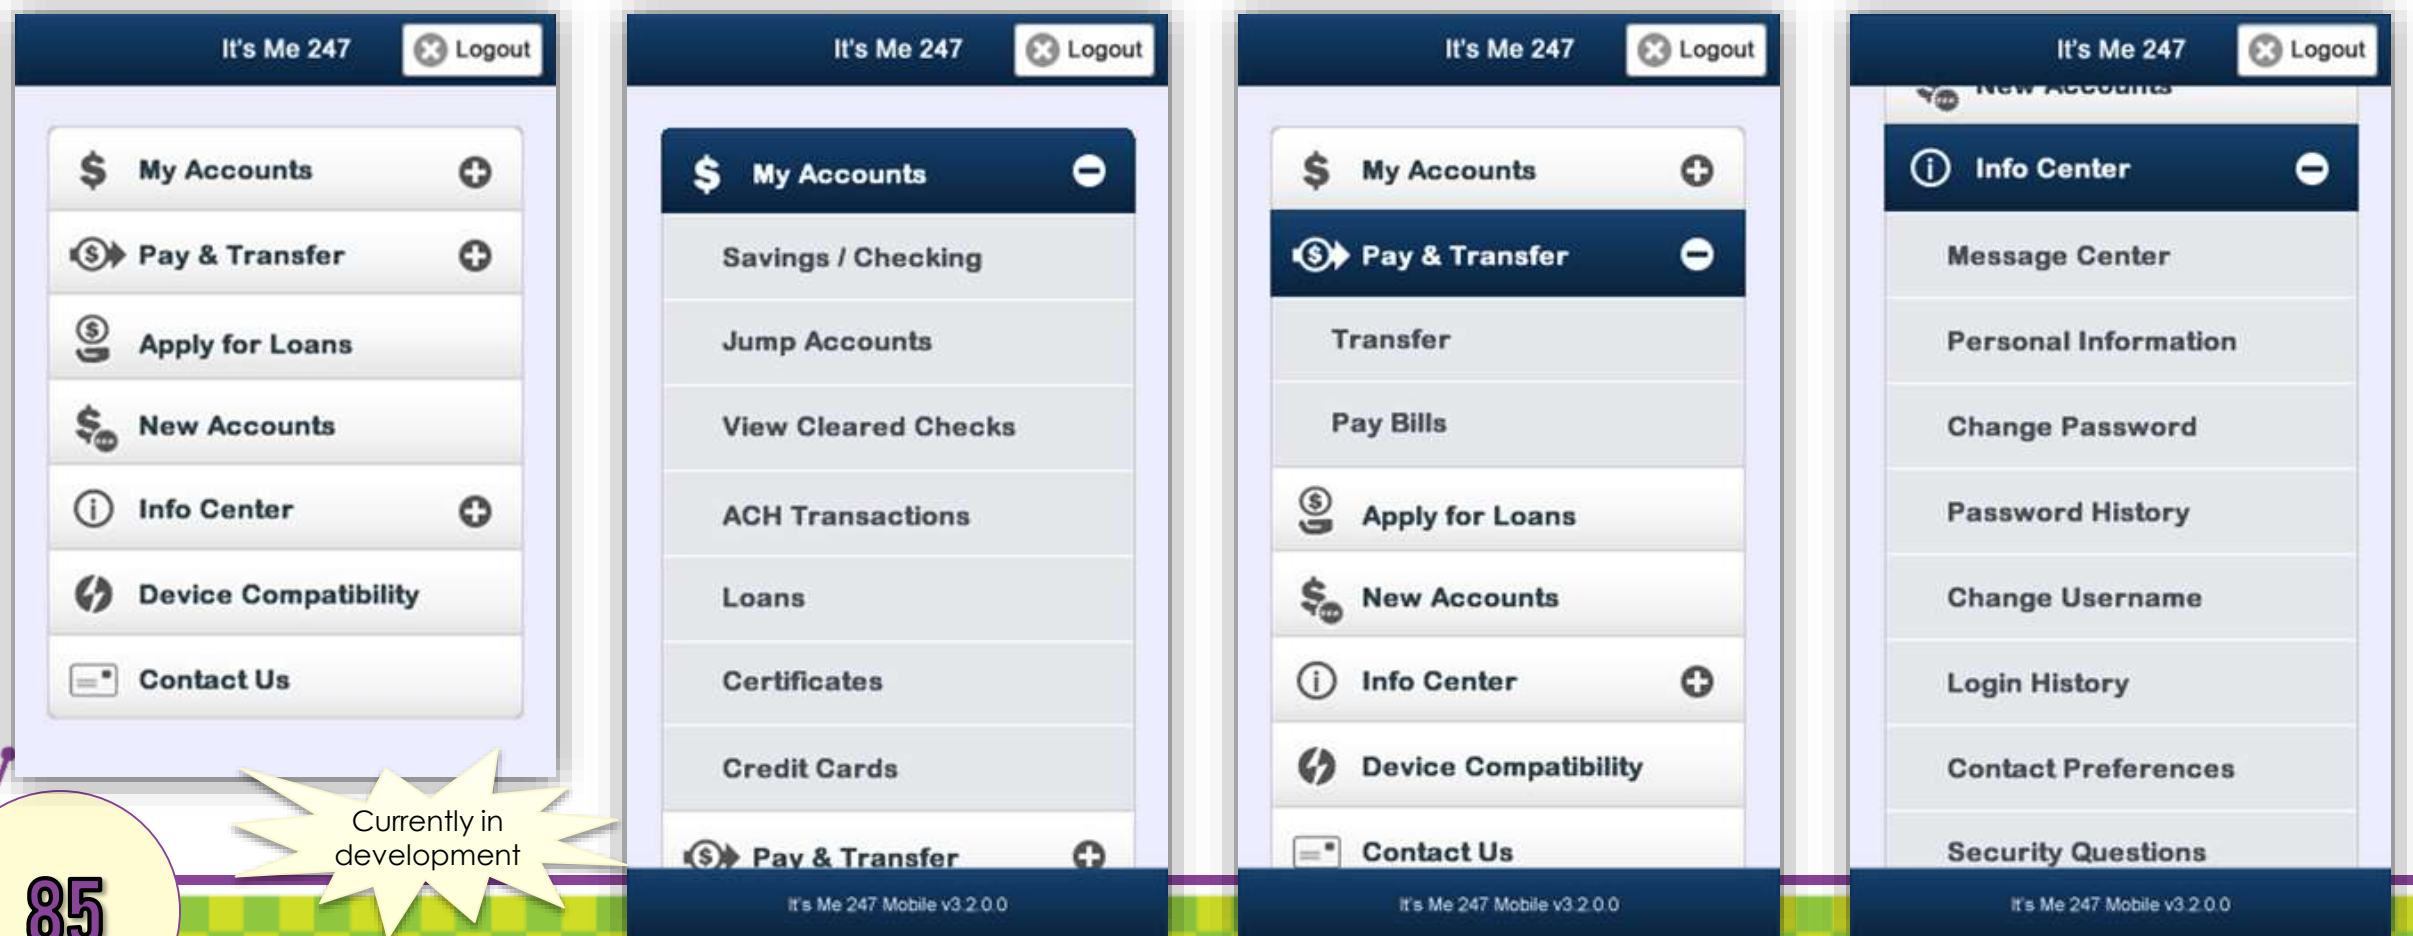 It's Me 247
Logout
My Accounts
Pay & Transfer
Apply for Loans
New Accounts
Info Center
Device Compatibility
Contact Us
Currently in
development
85
It's Me 247
Logout
My Accounts
Savings / Checking
Jump Accounts
View Cleared Checks
ACH Transactions
Loans
Certificates
Credit Cards
Pay & Transfer
It's Me 247 Mobile v3.2.0.0
It's Me 247
Logout
My Accounts
Pay & Transfer
Transfer
Pay Bills
Apply for Loans
New Accounts
Info Center
Device Compatibility
Contact Us
It's Me 247 Mobile v3.2.0.0
It's Me 247
Logout
New Accounts
Info Center
Message Center
Personal Information
Change Password
Password History
Change Username
Login History
Contact Preferences
Security Questions
It's Me 247 Mobile v3.2.0.0